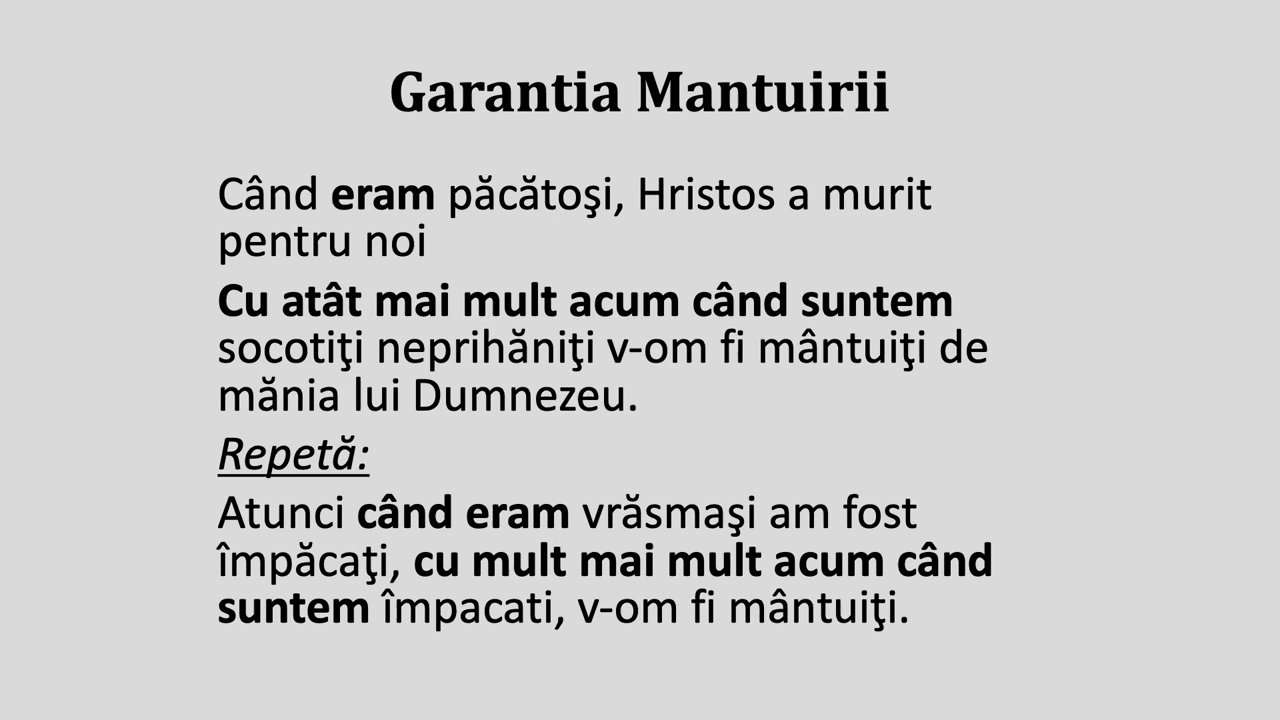 Garantia Mantuirii
Când eram păcătoşi, Hristos a murit
pentru noi
Cu atât mai mult acum când suntem
socotiţi neprihăniţi v-om fi mântuiţi de
mănia lui Dumnezeu.
Repetă:
Atunci când eram vrăsmaşi am fost
împăcaţi, cu mult mai mult acum când
suntem împacati, v-om fi mântuiţi.